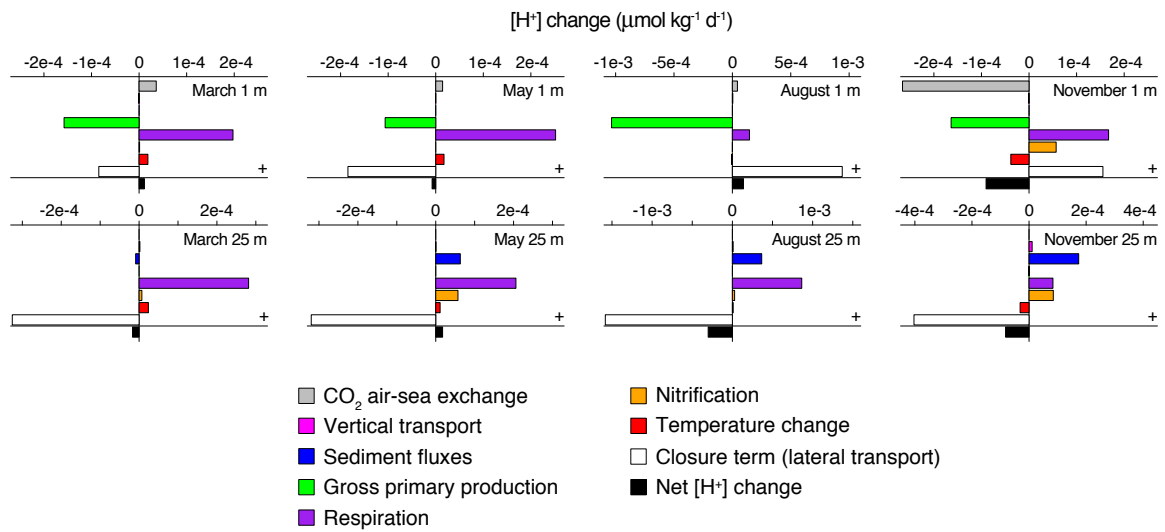 [H⁺] change (μmol kg⁻¹ d⁻¹)
-2e-4 -1e-4 0 1e-4 2e-4
March 1 m
+
-2e-4 -1e-4 0 1e-4 2e-4
May 1 m
+
-1e-3 -5e-4 0 5e-4 1e-3
August 1 m
+
-2e-4 -1e-4 0 1e-4 2e-4
November 1 m
+
-2e-4 0 2e-4
March 25 m
+
-2e-4 0 2e-4
May 25 m
+
-1e-3 0 1e-3
August 25 m
+
-4e-4 -2e-4 0 2e-4 4e-4
November 25 m
+
CO₂ air-sea exchange
Vertical transport
Sediment fluxes
Gross primary production
Respiration
Nitrification
Temperature change
Closure term (lateral transport)
Net [H⁺] change